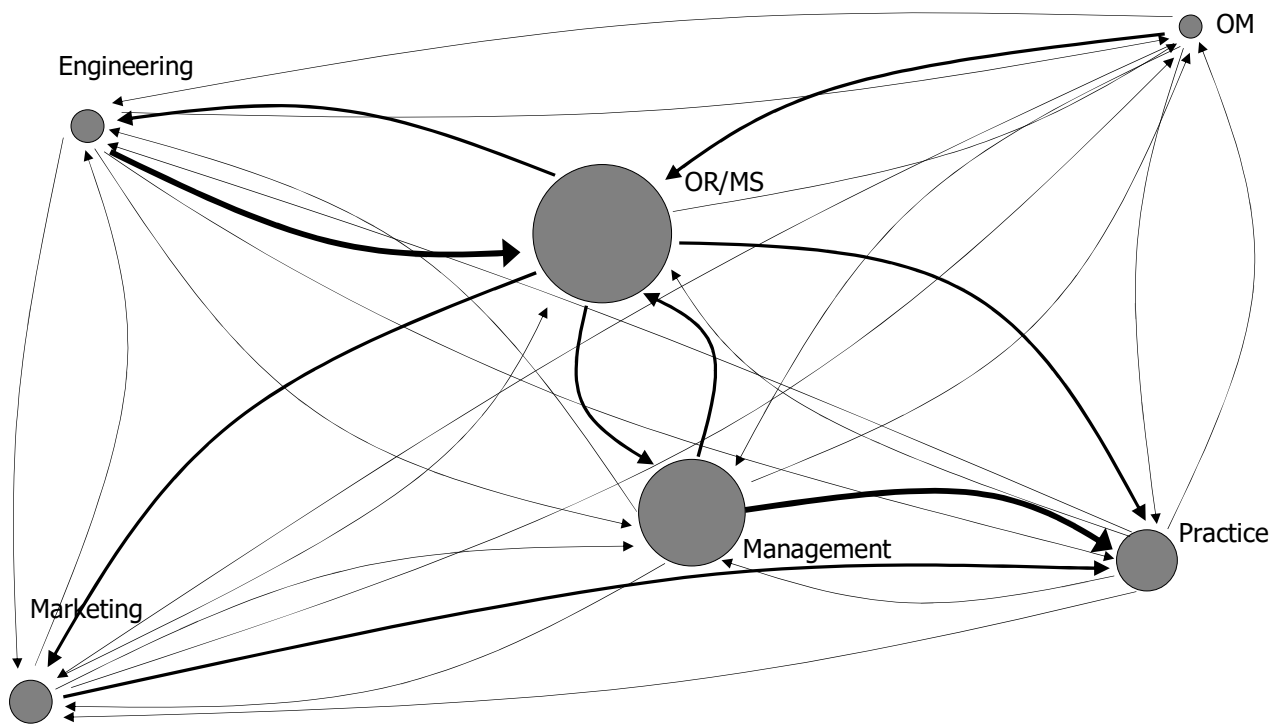 OM
Engineering
OR/MS
Practice
Management
Marketing